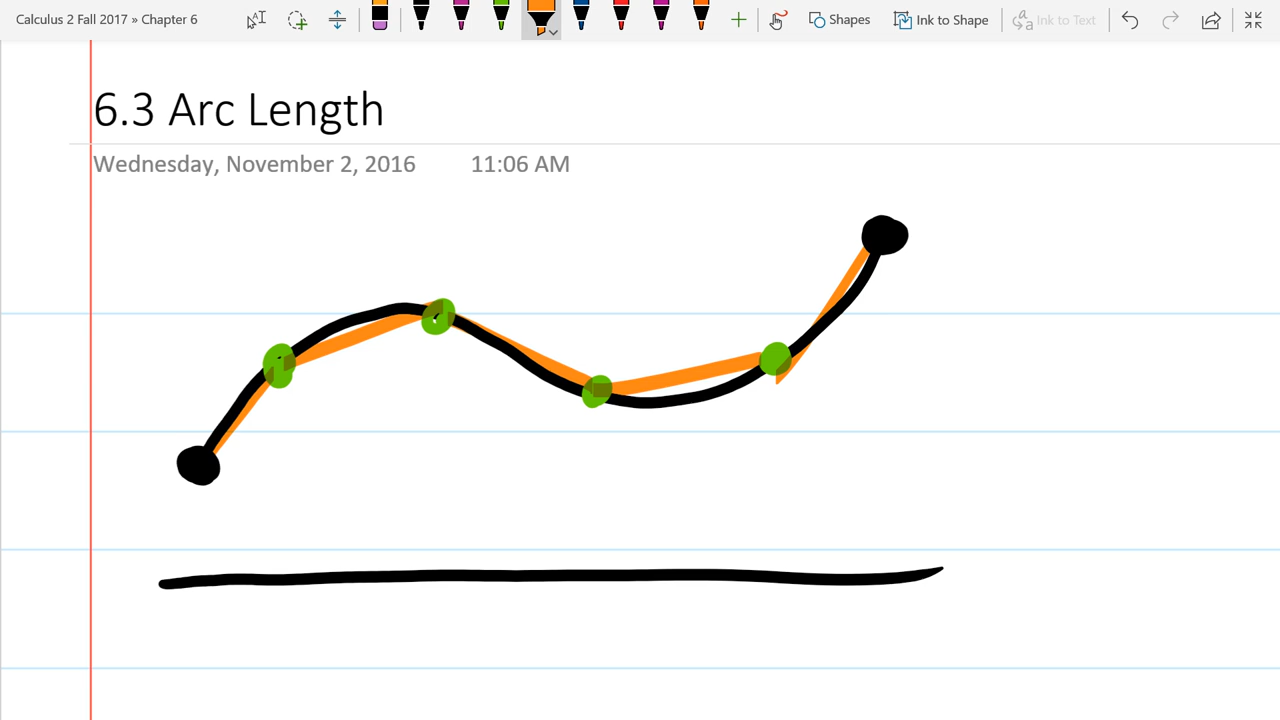 Calculus 2 Fall 2017 » Chapter 6
Shapes
Ink to Shape
Ink to Text
6.3 Arc Length
Wednesday, November 2, 2016 11:06 AM